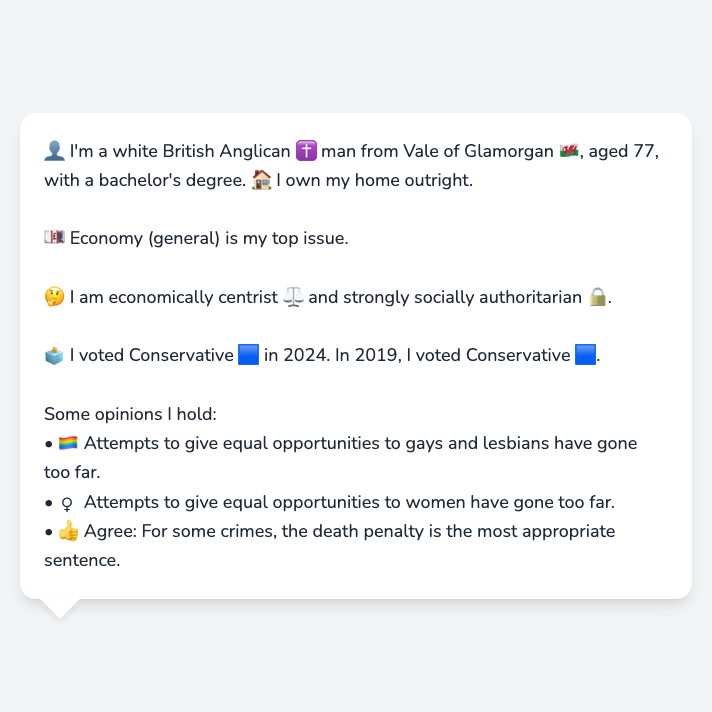 👤 I'm a white British Anglican ✝️ man from Vale of Glamorgan 🏴󠁧󠁢󠁷󠁬󠁳󠁿, aged 77,
with a bachelor's degree. 🏠 I own my home outright.
💷 Economy (general) is my top issue.
🤔 I am economically centrist ⚖️ and strongly socially authoritarian 🔒.
🗳️ I voted Conservative 🟦 in 2024. In 2019, I voted Conservative 🟦.
Some opinions I hold:
• 🏳️‍🌈 Attempts to give equal opportunities to gays and lesbians have gone
too far.
• ♀ Attempts to give equal opportunities to women have gone too far.
• 👍 Agree: For some crimes, the death penalty is the most appropriate
sentence.